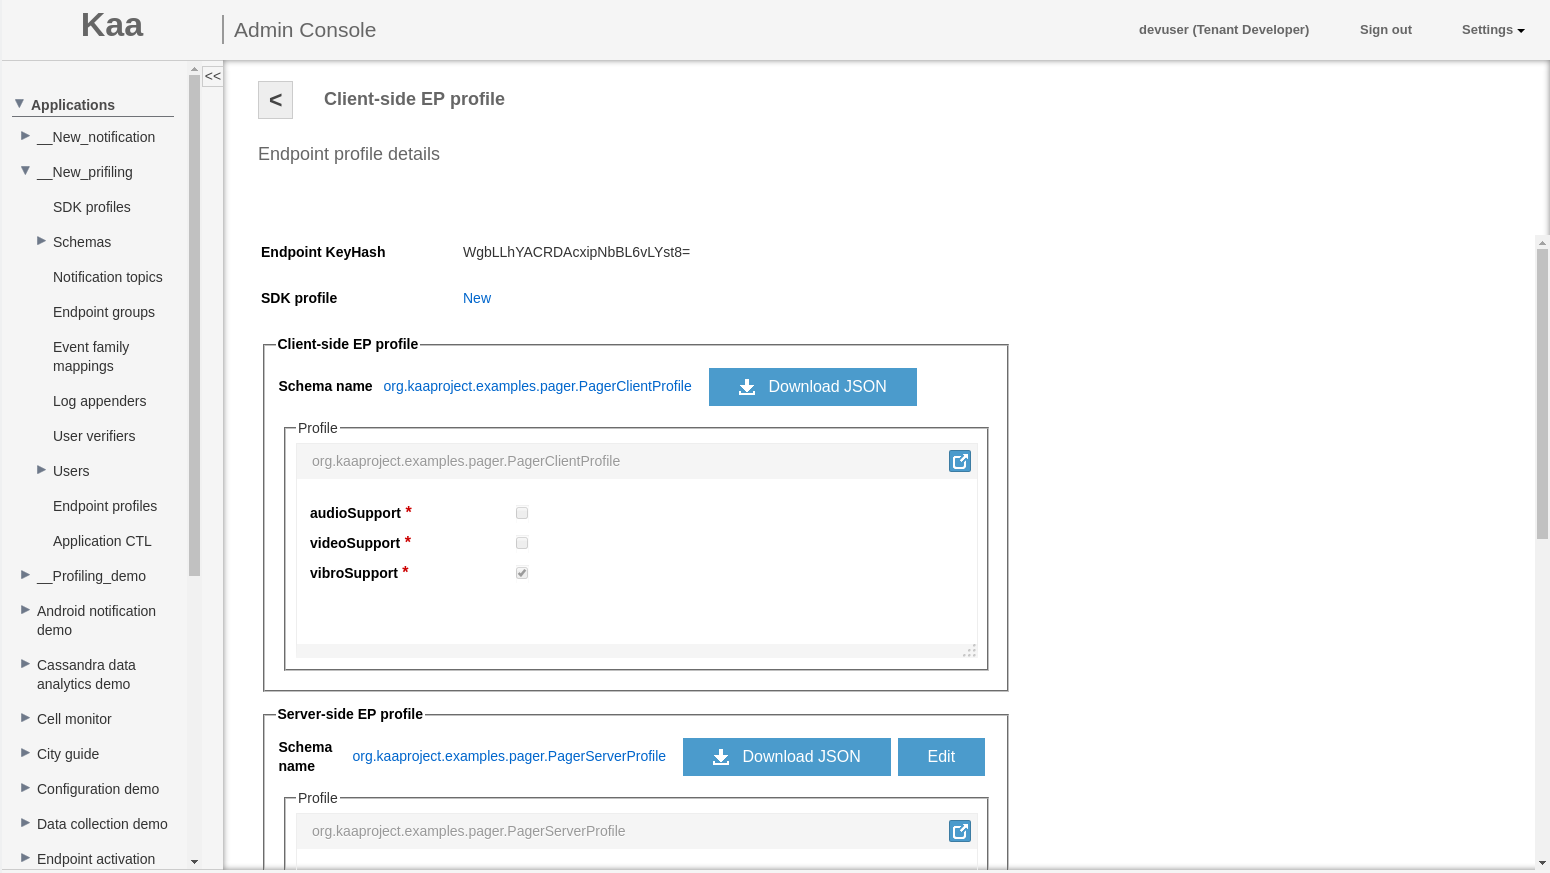 Kaa
Admin Console
devuser (Tenant Developer)
Sign out
Settings
<<
Applications
__New_notification
__New_prifiling
SDK profiles
Schemas
Notification topics
Endpoint groups
Event family
mappings
Log appenders
User verifiers
Users
Endpoint profiles
Application CTL
__Profiling_demo
Android notification
demo
Cassandra data
analytics demo
Cell monitor
City guide
Configuration demo
Data collection demo
Endpoint activation
<
Client-side EP profile
Endpoint profile details
Endpoint KeyHash WgbLLhYACRDAcxipNbBL6vLYst8=
SDK profile New
Client-side EP profile
Schema name org.kaaproject.examples.pager.PagerClientProfile Download JSON
Profile
org.kaaproject.examples.pager.PagerClientProfile
audioSupport *
videoSupport *
vibroSupport *
Server-side EP profile
Schema
name
org.kaaproject.examples.pager.PagerServerProfile Download JSON Edit
Profile
org.kaaproject.examples.pager.PagerServerProfile